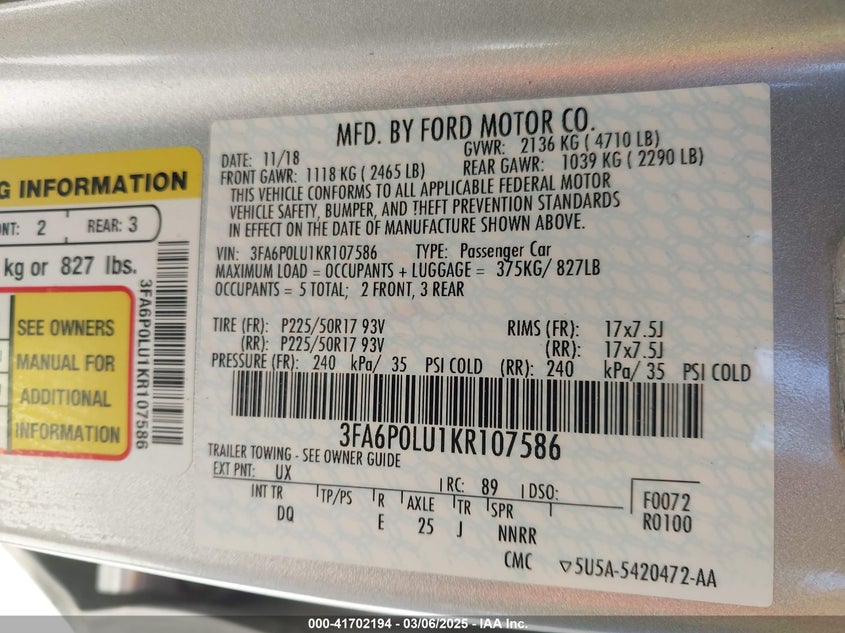 MFD. BY FORD MOTOR CO.
DATE: 11/18 GVWR: 2136 KG ( 4710 LB)
FRONT GAWR: 1118 KG ( 2465 LB) REAR GAWR: 1039 KG ( 2290 LB)
THIS VEHICLE CONFORMS TO ALL APPLICABLE FEDERAL MOTOR
VEHICLE SAFETY, BUMPER, AND THEFT PREVENTION STANDARDS
IN EFFECT ON THE DATE OF MANUFACTURE SHOWN ABOVE.
VIN: 3FA6P0LU1KR107586 TYPE: Passenger Car
MAXIMUM LOAD = OCCUPANTS + LUGGAGE = 375KG/ 827LB
OCCUPANTS = 5 TOTAL; 2 FRONT, 3 REAR
TIRE (FR): P225/50R17 93V RIMS (FR): 17x7.5J
(RR): P225/50R17 93V (RR): 17x7.5J
PRESSURE (FR): 240 kPa/ 35 PSI COLD (RR): 240 kPa/ 35 PSI COLD
3FA6P0LU1KR107586
TRAILER TOWING - SEE OWNER GUIDE
EXT PNT: UX RC: 89 DSO:
INT TR TP/PS R AXLE TR SPR
DQ E 25 J NNRR
F0072
R0100
CMC ▽5U5A-5420472-AA
INFORMATION
2 REAR: 3
kg or 827 lbs.
SEE OWNERS
MANUAL FOR
ADDITIONAL
INFORMATION
3FA6P0LU1KR107586
000-41702194 - 03/06/2025 - IAA Inc.